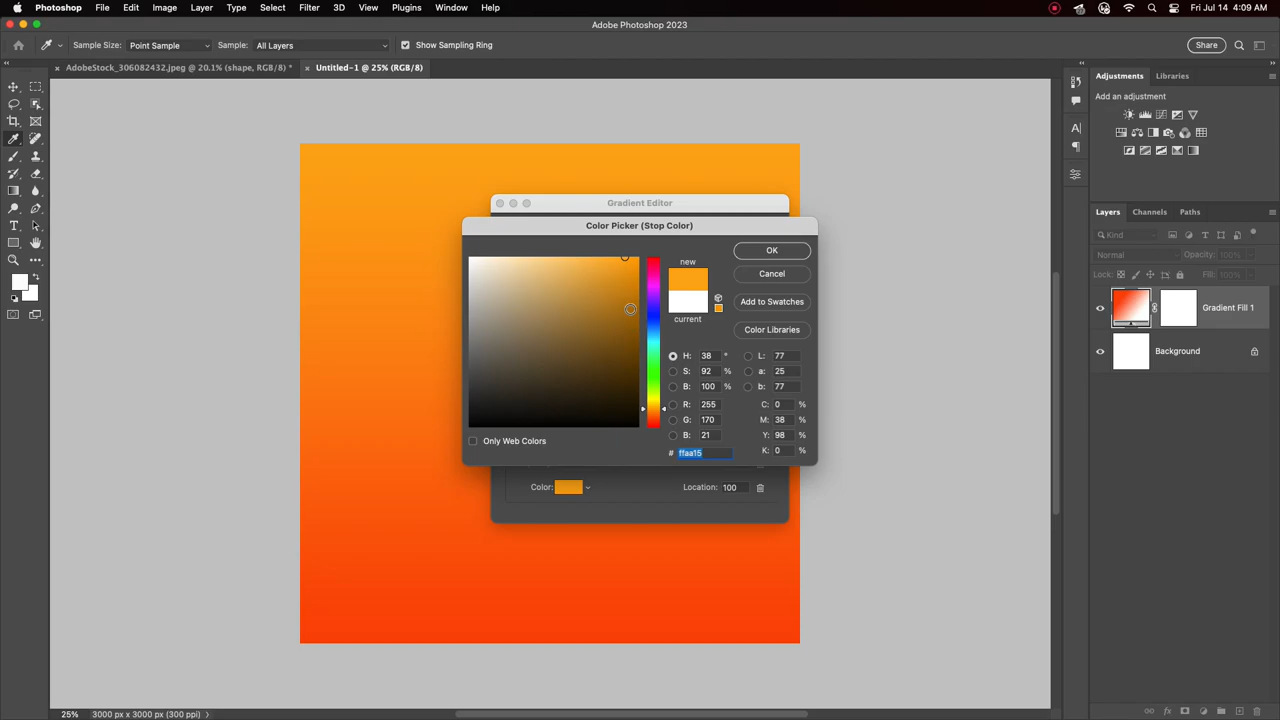 Photoshop File Edit Image Layer Type Select Filter 3D View Plugins Window Help Fri Jul 14 4:09 AM
Adobe Photoshop 2023
Sample Size: Point Sample Sample: All Layers Show Sampling Ring Share
AdobeStock_306082432.jpeg @ 20.1% (shape, RGB/8) * Untitled-1 @ 25% (RGB/8)
Adjustments Libraries
Add an adjustment
Gradient Editor
Color Picker (Stop Color)
new
current
OK
Cancel
Add to Swatches
Color Libraries
H: 38 ° L: 77
S: 92 % a: 25
B: 100 % b: 77
R: 255 C: 0 %
G: 170 M: 38 %
B: 21 Y: 98 %
# ffaa15 K: 0 %
Only Web Colors
Color: Location: 100
Layers Channels Paths
Kind
Normal Opacity: 100%
Lock: Fill: 100%
Gradient Fill 1
Background
25% 3000 px x 3000 px (300 ppi)